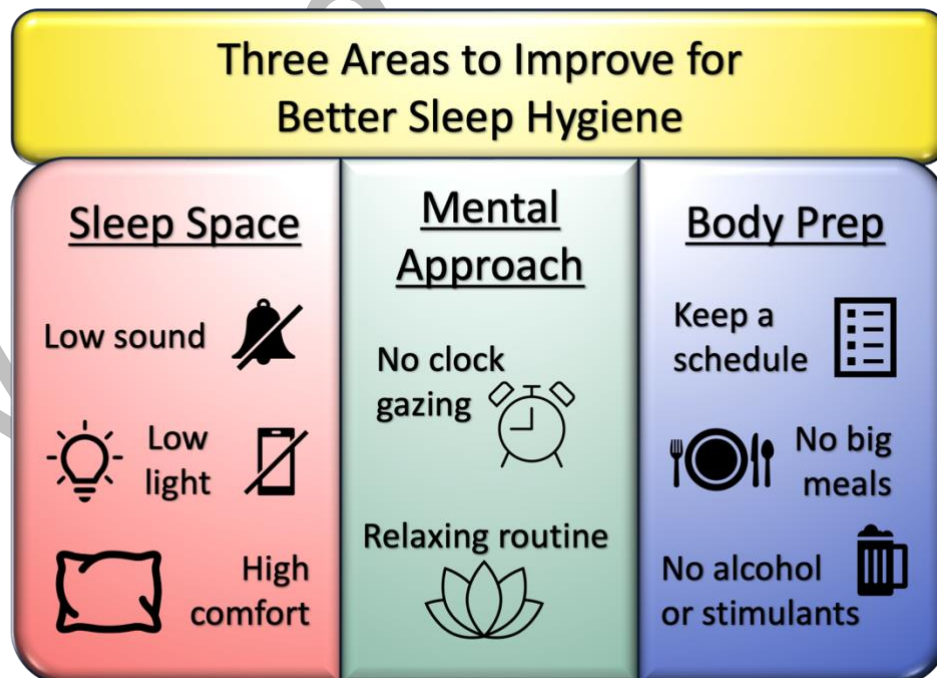 Three Areas to Improve for
Better Sleep Hygiene
Sleep Space
Low sound
Low
light
High
comfort
Mental
Approach
No clock
gazing
Relaxing routine
Body Prep
Keep a
schedule
No big
meals
No alcohol
or stimulants